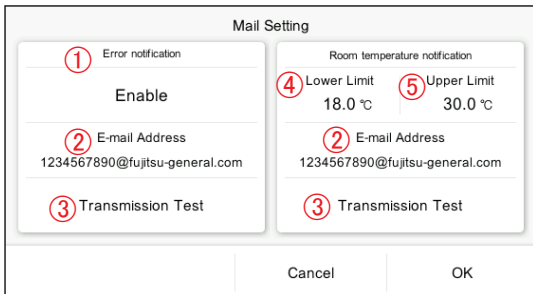 Mail Setting
① Error notification
Enable
② E-mail Address
1234567890@fujitsu-general.com
③ Transmission Test
Room temperature notification
④ Lower Limit
18.0 ℃
⑤ Upper Limit
30.0 ℃
② E-mail Address
1234567890@fujitsu-general.com
③ Transmission Test
Cancel
OK